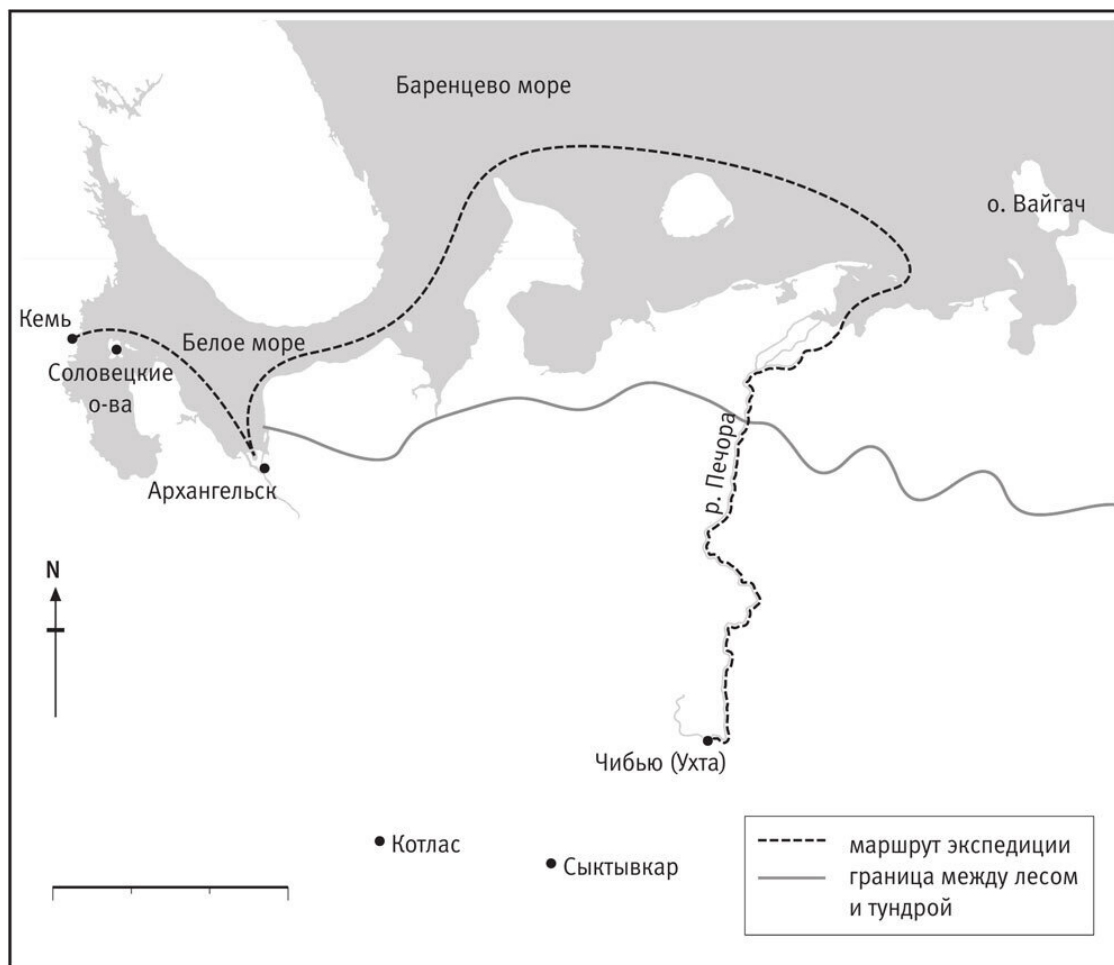 Баренцево море
о. Вайгач
Кемь
Белое море
Соловецкие
о-ва
р. Печора
Архангельск
N
Чибью (Ухта)
Котлас
Сыктывкар
маршрут экспедиции
граница между лесом
и тундрой